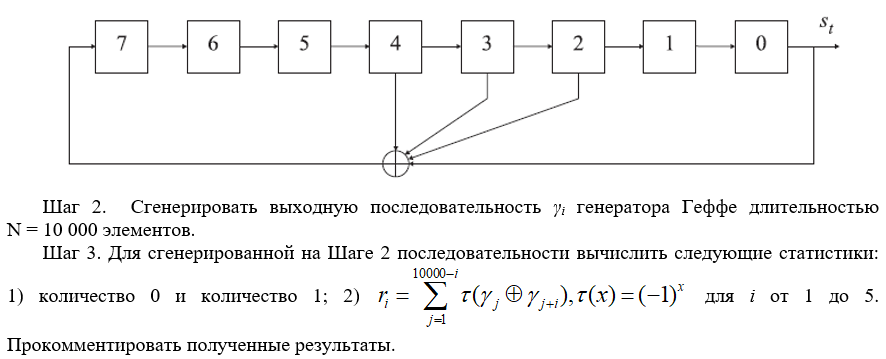 7 6 5 4 3 2 1 0 s_t
Шаг 2. Сгенерировать выходную последовательность γ_i генератора Геффе длительностью
N = 10 000 элементов.
Шаг 3. Для сгенерированной на Шаге 2 последовательности вычислить следующие статистики:
1) количество 0 и количество 1; 2) r_i = ∑_{j=1}^{10000−i} τ(γ_j ⊕ γ_{j+i}), τ(x) = (−1)^x для i от 1 до 5.
Прокомментировать полученные результаты.